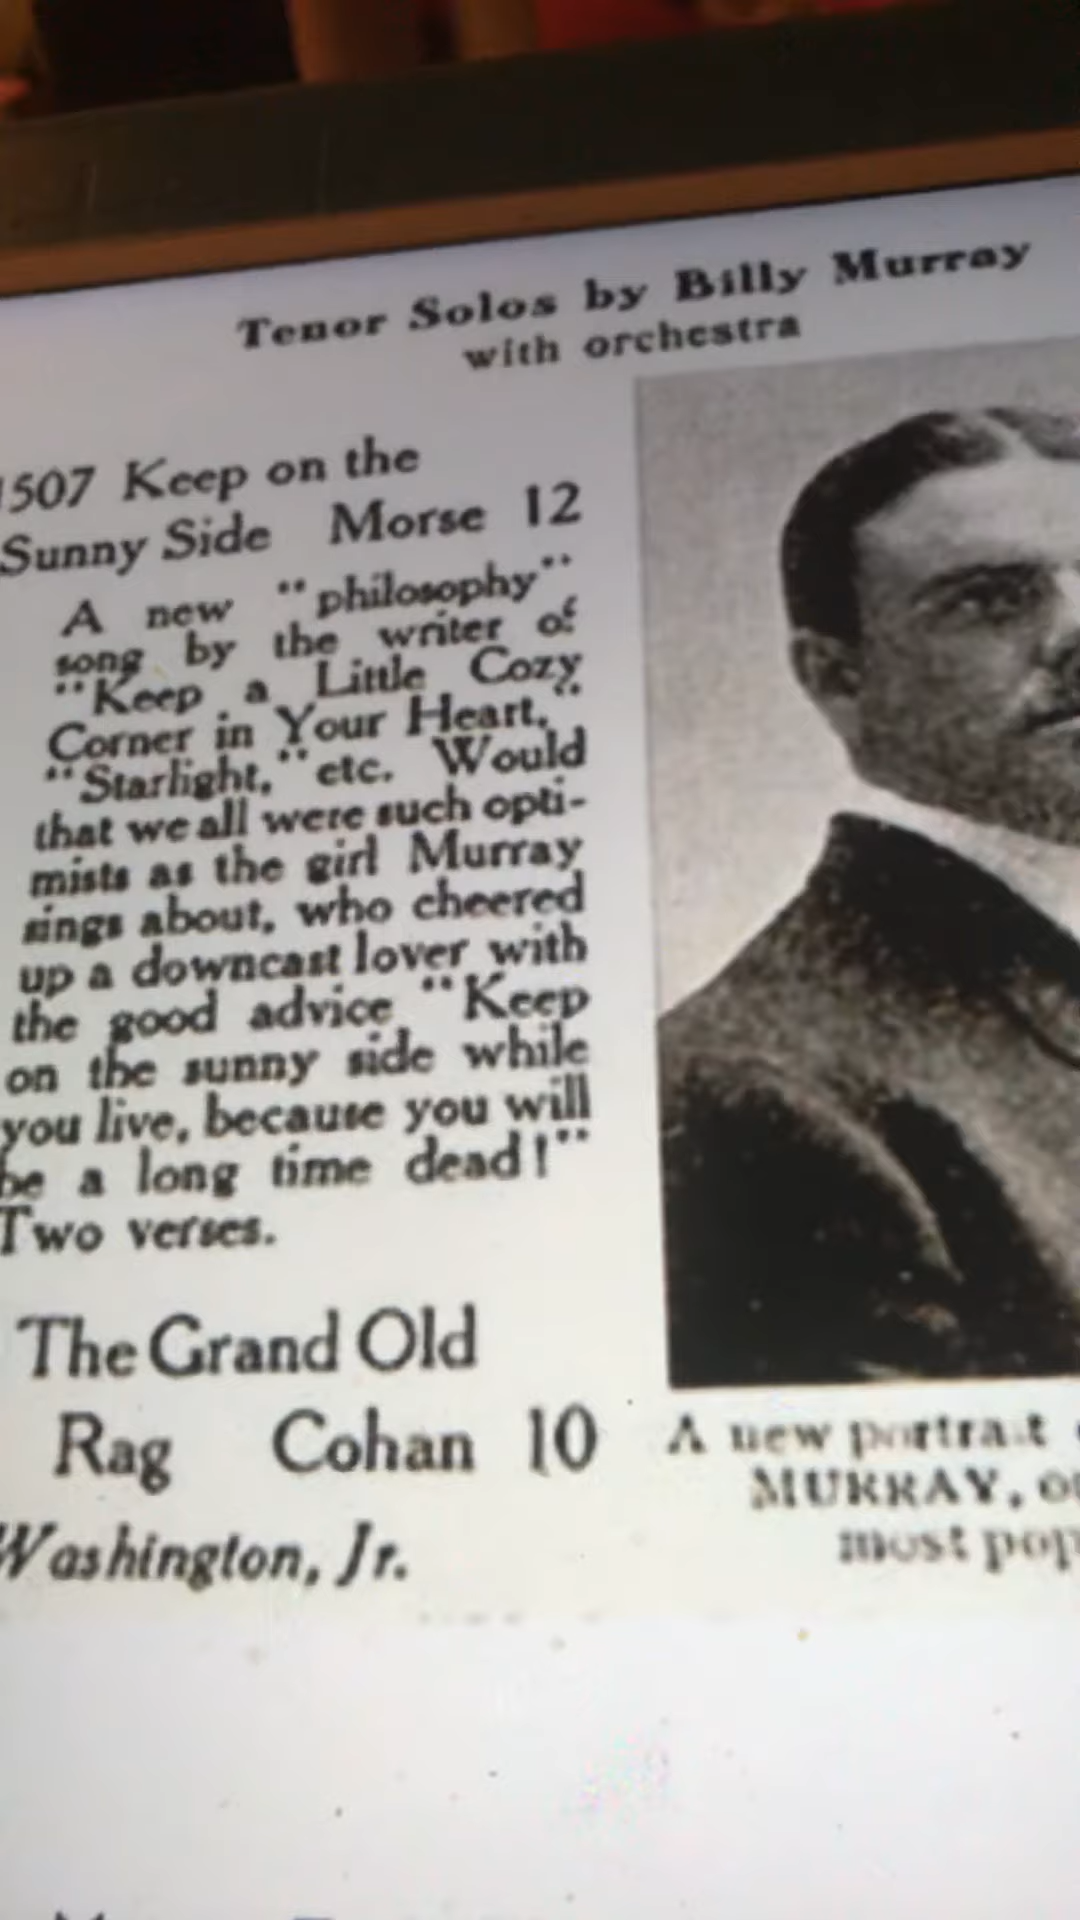 Tenor Solos by Billy Murray
with orchestra
1507 Keep on the
Sunny Side Morse 12
A new "philosophy"
song by the writer of
"Keep a Little Cozy
Corner in Your Heart,"
"Starlight," etc. Would
that we all were such opti-
mists as the girl Murray
sings about, who cheered
up a downcast lover with
the good advice "Keep
on the sunny side while
you live, because you will
be a long time dead!"
Two verses.
The Grand Old
Rag Cohan 10
Washington, Jr.
A new portrait
MURRAY,
most